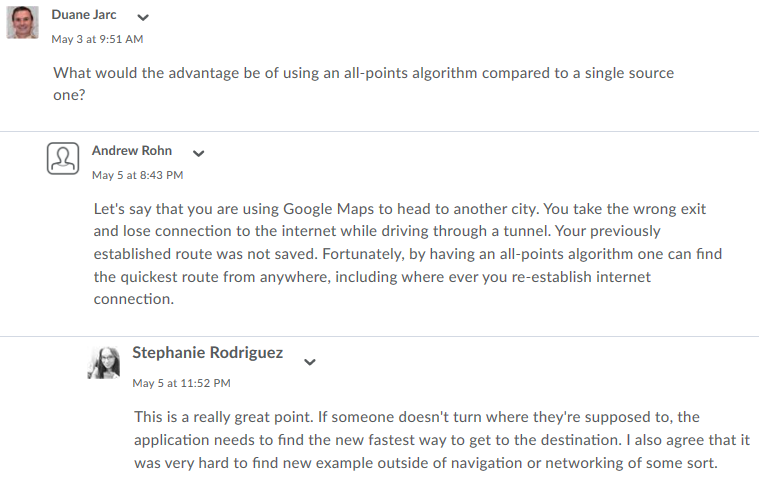 Duane Jarc
May 3 at 9:51 AM
What would the advantage be of using an all-points algorithm compared to a single source
one?
Andrew Rohn
May 5 at 8:43 PM
Let's say that you are using Google Maps to head to another city. You take the wrong exit
and lose connection to the internet while driving through a tunnel. Your previously
established route was not saved. Fortunately, by having an all-points algorithm one can find
the quickest route from anywhere, including where ever you re-establish internet
connection.
Stephanie Rodriguez
May 5 at 11:52 PM
This is a really great point. If someone doesn't turn where they're supposed to, the
application needs to find the new fastest way to get to the destination. I also agree that it
was very hard to find new example outside of navigation or networking of some sort.